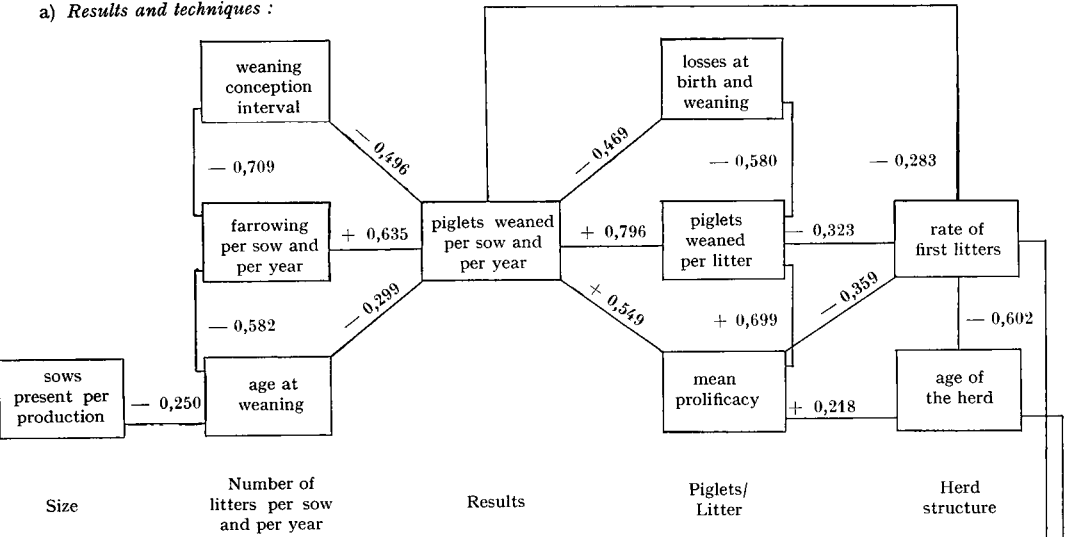 a) Results and techniques :
weaning
conception
interval
losses at
birth and
weaning
— 0,496
— 0,469
— 0,709
— 0,580
— 0,283
farrowing
per sow and
per year
+ 0,635
piglets weaned
per sow and
per year
+ 0,796
piglets
weaned
per litter
— 0,323
rate of
first litters
— 0,582
— 0,299
+ 0,549
+ 0,699
— 0,359
— 0,602
sows
present per
production
— 0,250
age at
weaning
mean
prolificacy
+ 0,218
age of
the herd
Size
Number of
litters per sow
and per year
Results
Piglets/
Litter
Herd
structure